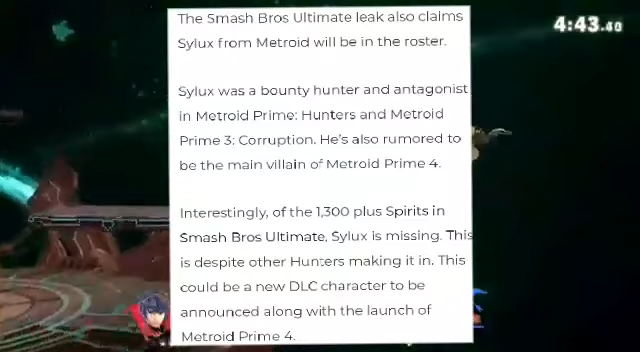 4:43.40
The Smash Bros Ultimate leak also claims
Sylux from Metroid will be in the roster.
Sylux was a bounty hunter and antagonist
in Metroid Prime: Hunters and Metroid
Prime 3: Corruption. He's also rumored to
be the main villain of Metroid Prime 4.
Interestingly, of the 1,300 plus Spirits in
Smash Bros Ultimate, Sylux is missing. This
is despite other Hunters making it in. This
could be a new DLC character to be
announced along with the launch of
Metroid Prime 4.